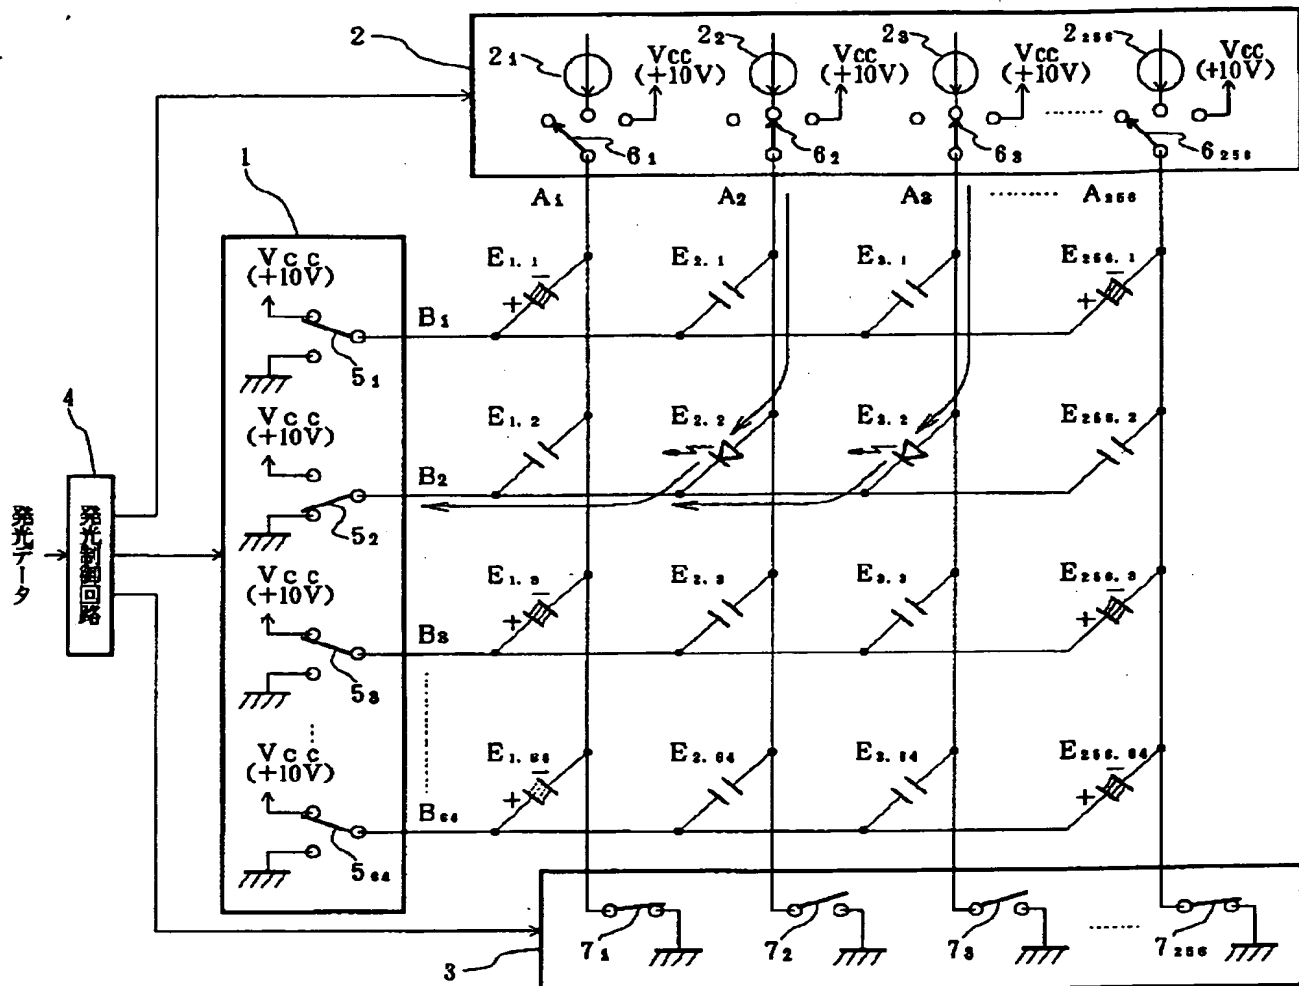 2
2₁
Vcc
(+10V)
2₂
Vcc
(+10V)
2₃
Vcc
(+10V)
2₂₅₆
Vcc
(+10V)
6₁
6₂
6₃
6₂₅₆
1
A₁
A₂
A₃
A₂₅₆
Vcc
(+10V)
B₁
5₁
E₁.₁
E₂.₁
E₃.₁
E₂₅₆.₁
+
−
+
−
Vcc
(+10V)
B₂
5₂
E₁.₂
E₂.₂
E₃.₂
E₂₅₆.₂
4
発光データ
発光制御回路
Vcc
(+10V)
B₃
5₃
E₁.₃
E₂.₃
E₃.₃
E₂₅₆.₃
+
−
+
−
Vcc
(+10V)
B₆₄
5₆₄
E₁.₆₄
E₂.₆₄
E₃.₆₄
E₂₅₆.₆₄
+
−
+
−
3
7₁
7₂
7₃
7₂₅₆